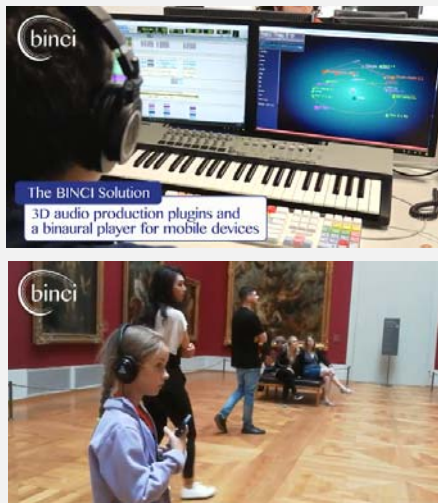 binci
The BINCI Solution
3D audio production plugins and
a binaural player for mobile devices
binci